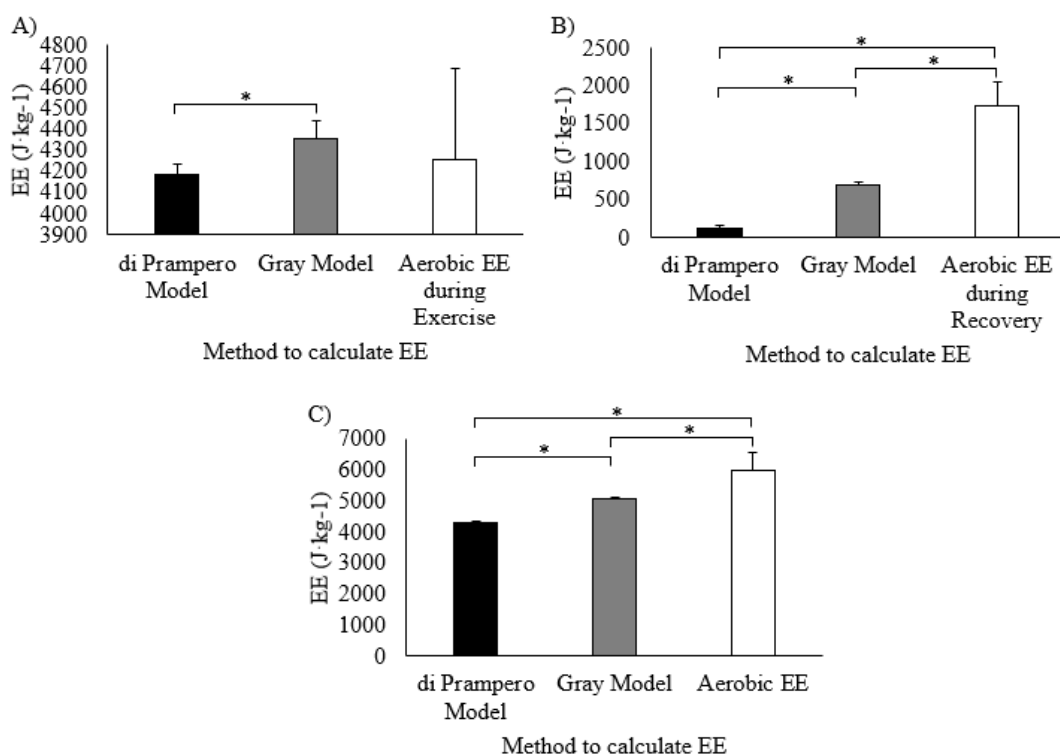 A)
EE (J·kg-1)
4800
4700
4600
4500
4400
4300
4200
4100
4000
3900
*
di Prampero
Model
Gray Model
Aerobic EE
during
Exercise
Method to calculate EE
B)
EE (J·kg-1)
2500
2000
1500
1000
500
0
*
*
*
di Prampero
Model
Gray Model
Aerobic EE
during
Recovery
Method to calculate EE
C)
EE (J·kg-1)
7000
6000
5000
4000
3000
2000
1000
0
*
*
*
di Prampero
Model
Gray Model
Aerobic EE
Method to calculate EE